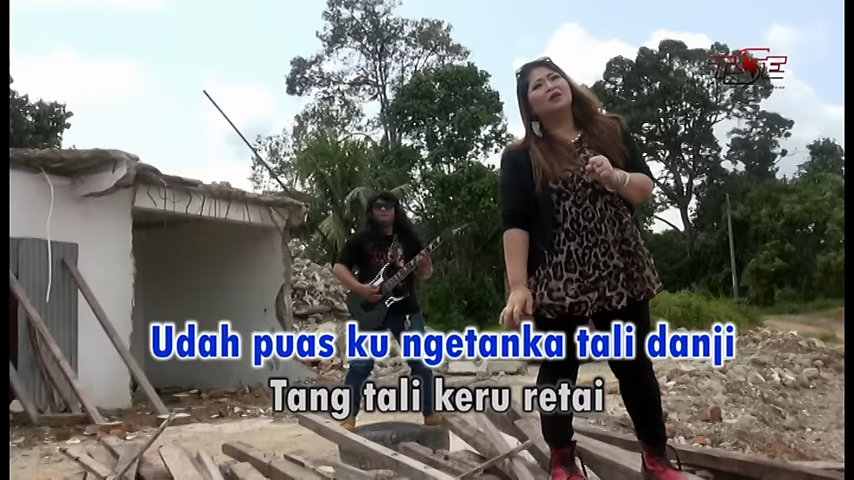 Udah puas ku ngetanka tali danji
Tang tali keru retai